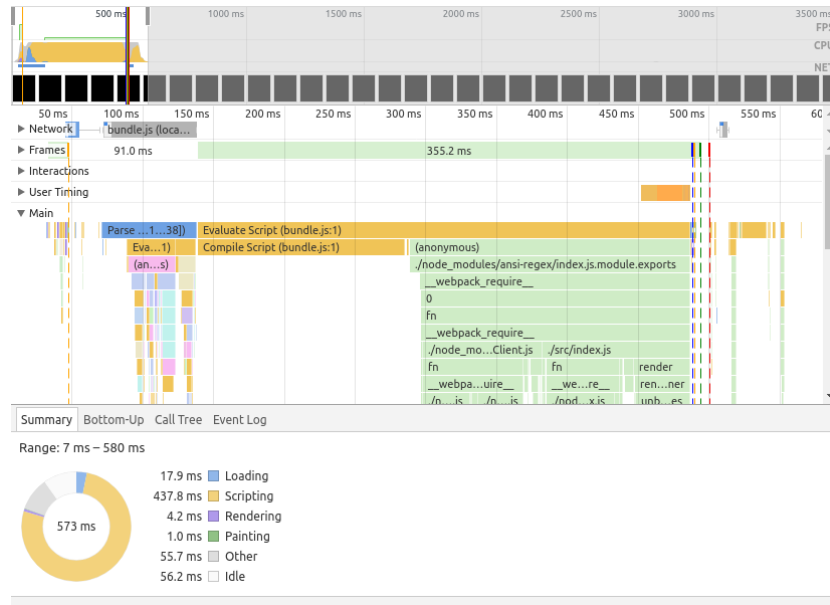 500 ms 1000 ms 1500 ms 2000 ms 2500 ms 3000 ms 3500 ms
FPS
CPU
NET
50 ms 100 ms 150 ms 200 ms 250 ms 300 ms 350 ms 400 ms 450 ms 500 ms 550 ms 60
Network bundle.js (loca...
Frames 91.0 ms 355.2 ms
Interactions
User Timing
Main
Parse ...1...38]) Evaluate Script (bundle.js:1)
Eva...1) Compile Script (bundle.js:1) (anonymous)
(an...s) ./node_modules/ansi-regex/index.js.module.exports
__webpack_require__
0
fn
__webpack_require__
./node_mo...Client.js ./src/index.js
fn fn render
__webpa...uire__ __we...re__ ren...ner
./n....js ./n....js ./nod...x.js unb...es
Summary Bottom-Up Call Tree Event Log
Range: 7 ms – 580 ms
573 ms
17.9 ms Loading
437.8 ms Scripting
4.2 ms Rendering
1.0 ms Painting
55.7 ms Other
56.2 ms Idle